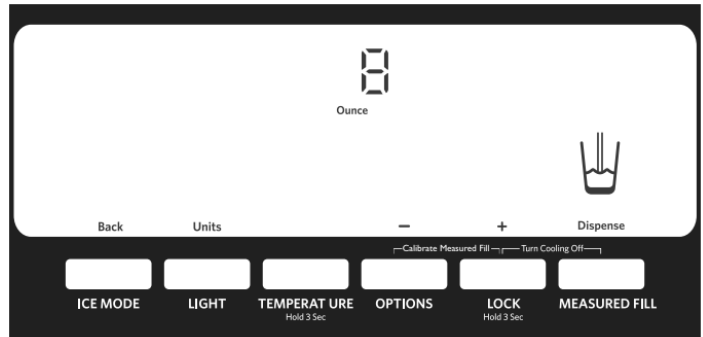 8
Ounce
Back Units − + Dispense
Calibrate Measured Fill Turn Cooling Off
ICE MODE LIGHT TEMPERAT URE OPTIONS LOCK MEASURED FILL
Hold 3 Sec Hold 3 Sec